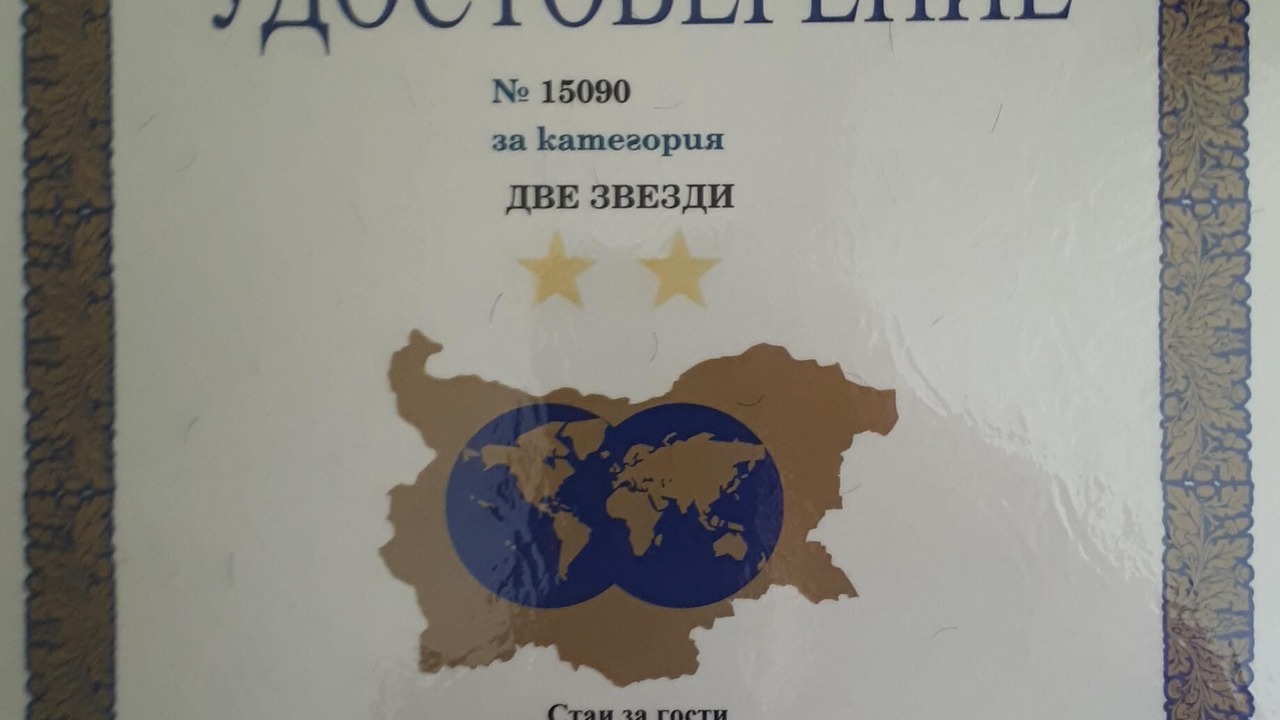 УДОСТОВЕРЕНИЕ
№ 15090
за категория
ДВЕ ЗВЕЗДИ
Стаи за гости